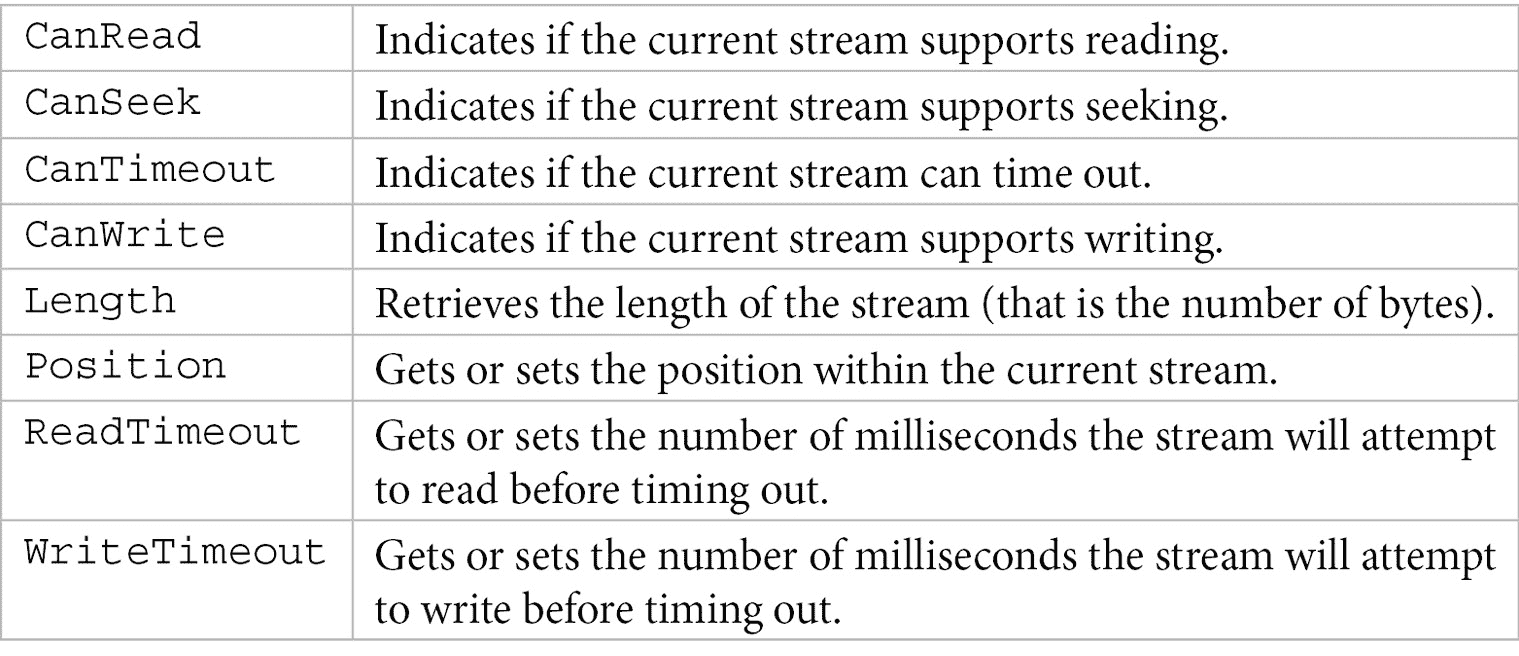 CanRead Indicates if the current stream supports reading.
CanSeek Indicates if the current stream supports seeking.
CanTimeout Indicates if the current stream can time out.
CanWrite Indicates if the current stream supports writing.
Length Retrieves the length of the stream (that is the number of bytes).
Position Gets or sets the position within the current stream.
ReadTimeout Gets or sets the number of milliseconds the stream will attempt
to read before timing out.
WriteTimeout Gets or sets the number of milliseconds the stream will attempt
to write before timing out.